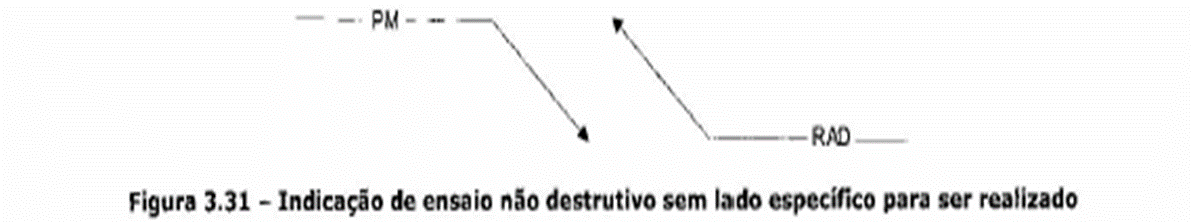 PM
RAD
Figura 3.31 – Indicação de ensaio não destrutivo sem lado específico para ser realizado